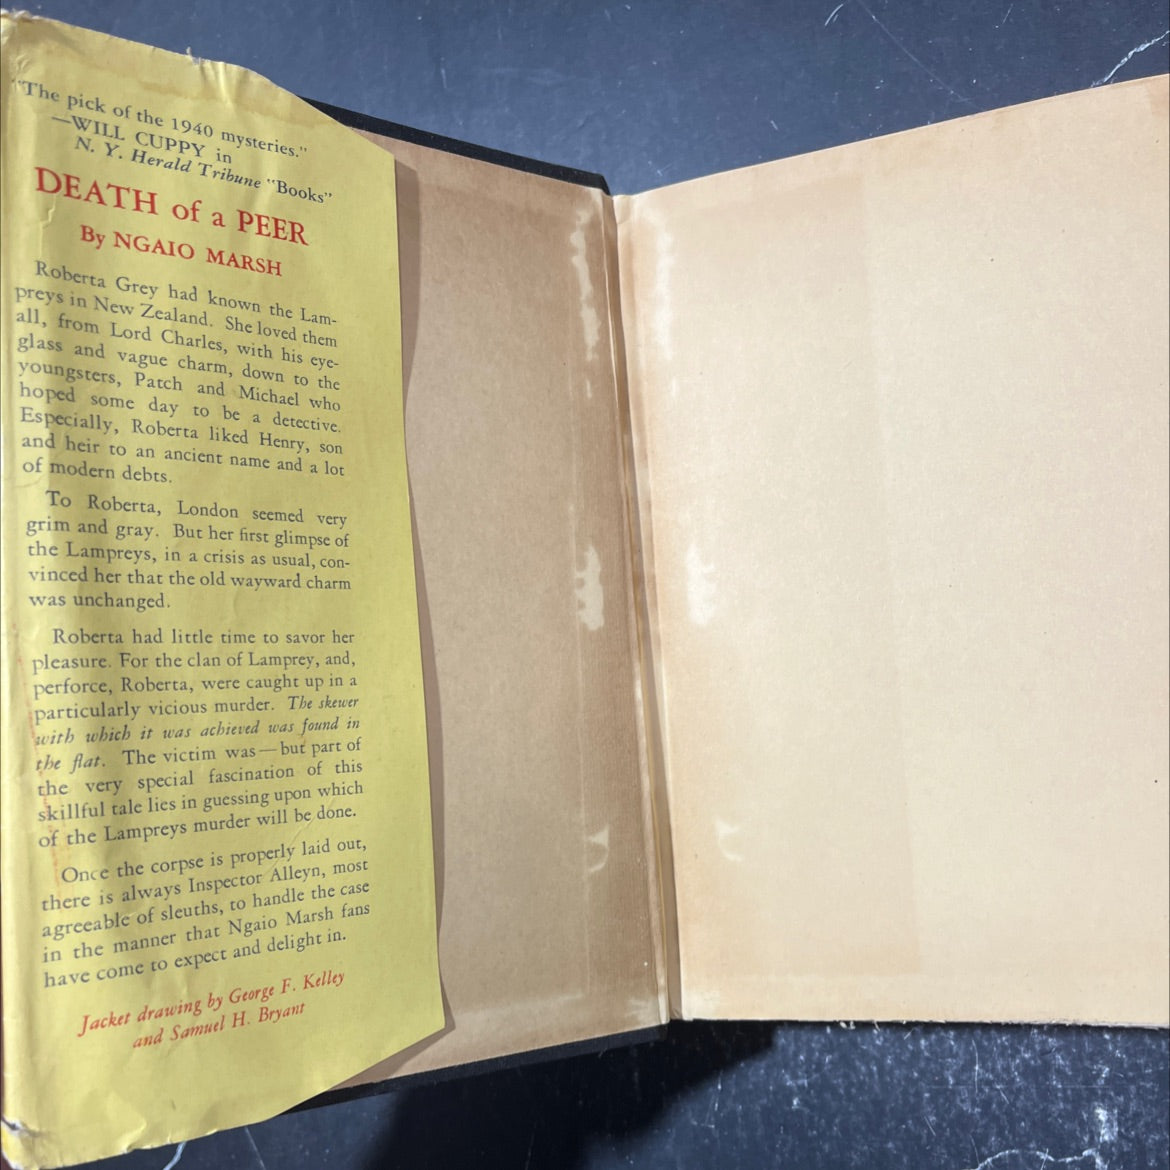 "The pick of the 1940 mysteries."
—WILL CUPPY in
N. Y. Herald Tribune "Books"
DEATH of a PEER
By NGAIO MARSH
Roberta Grey had known the Lam-
preys in New Zealand. She loved them
all, from Lord Charles, with his eye-
glass and vague charm, down to the
youngsters, Patch and Michael who
hoped some day to be a detective.
Especially, Roberta liked Henry, son
and heir to an ancient name and a lot
of modern debts.
To Roberta, London seemed very
grim and gray. But her first glimpse of
the Lampreys, in a crisis as usual, con-
vinced her that the old wayward charm
was unchanged.
Roberta had little time to savor her
pleasure. For the clan of Lamprey, and,
perforce, Roberta, were caught up in a
particularly vicious murder. The skewer
with which it was achieved was found in
the flat. The victim was—but part of
the very special fascination of this
skillful tale lies in guessing upon which
of the Lampreys murder will be done.
Once the corpse is properly laid out,
there is always Inspector Alleyn, most
agreeable of sleuths, to handle the case
in the manner that Ngaio Marsh fans
have come to expect and delight in.
Jacket drawing by George F. Kelley
and Samuel H. Bryant